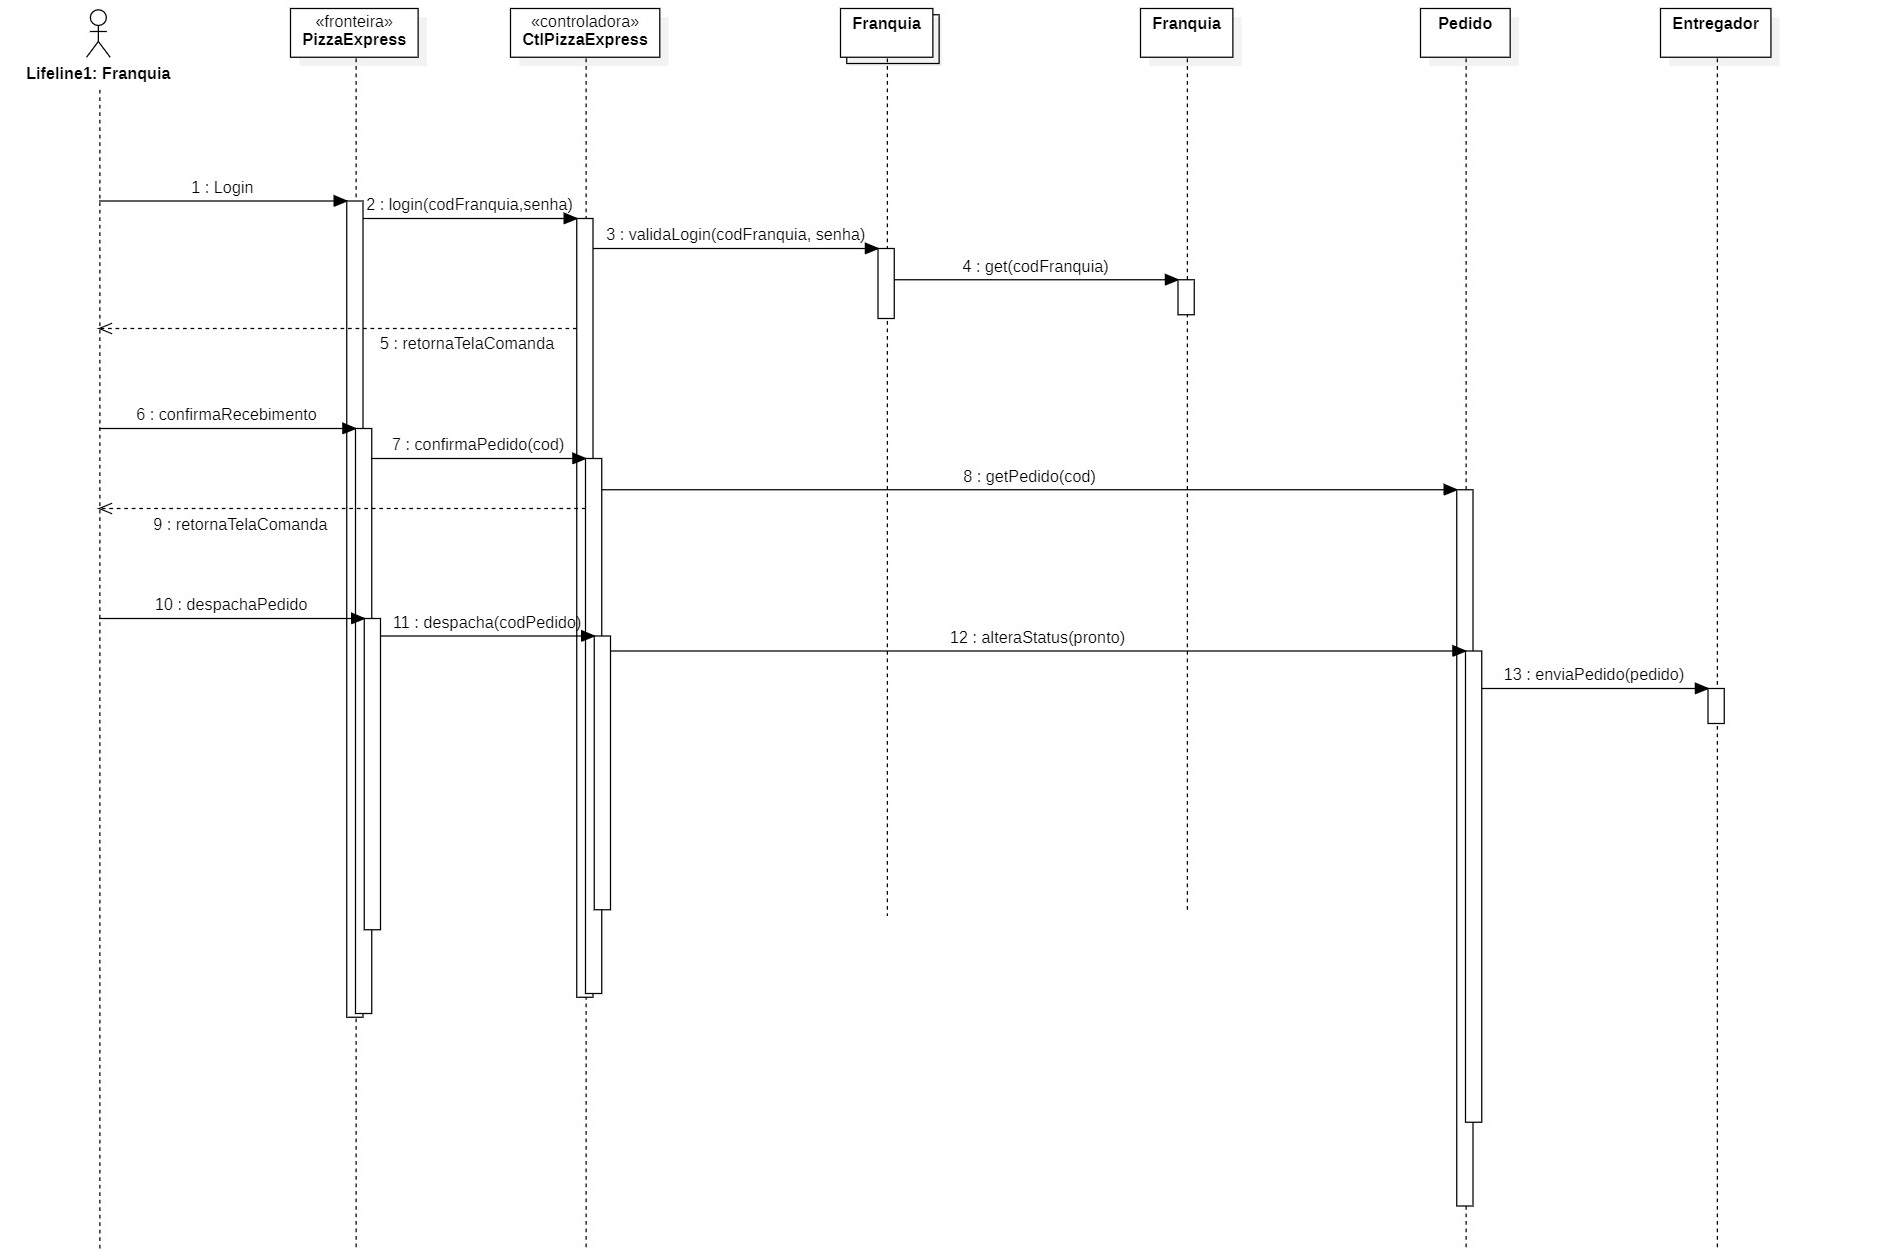 Lifeline1: Franquia
«fronteira»
PizzaExpress
«controladora»
CtlPizzaExpress
Franquia
Franquia
Pedido
Entregador
1 : Login
2 : login(codFranquia,senha)
3 : validaLogin(codFranquia, senha)
4 : get(codFranquia)
5 : retornaTelaComanda
6 : confirmaRecebimento
7 : confirmaPedido(cod)
8 : getPedido(cod)
9 : retornaTelaComanda
10 : despachaPedido
11 : despacha(codPedido)
12 : alteraStatus(pronto)
13 : enviaPedido(pedido)